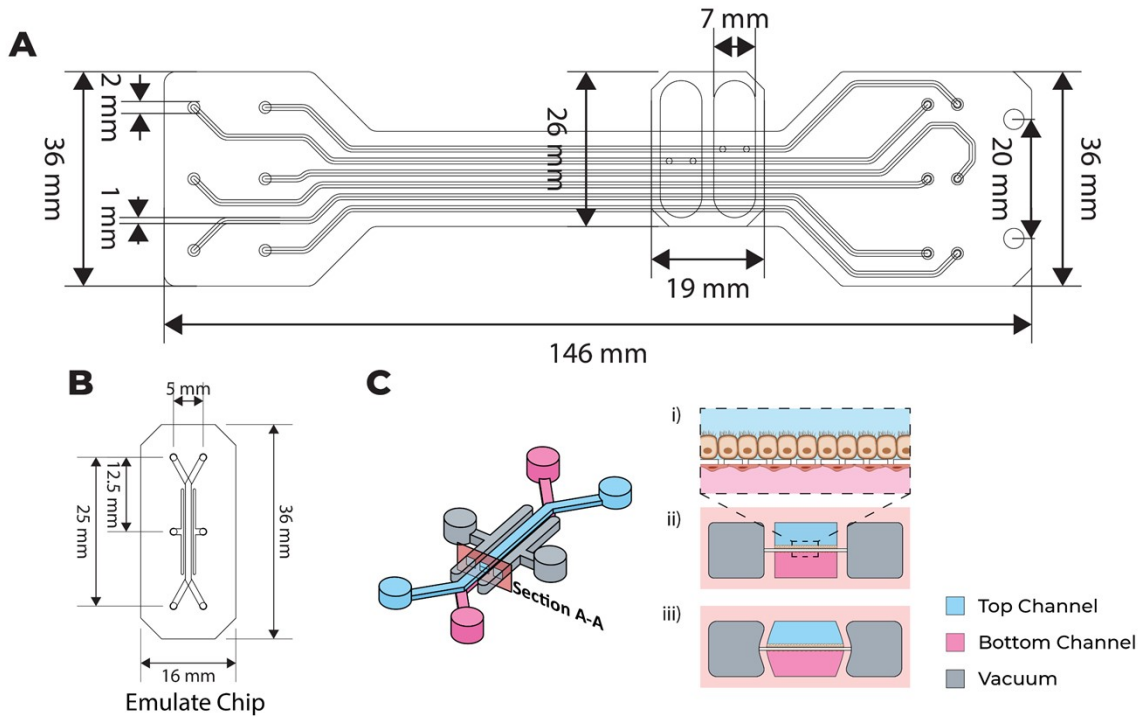 A
7 mm
2 mm
36 mm
1 mm
26 mm
20 mm
36 mm
19 mm
146 mm
B
5 mm
12.5 mm
25 mm
36 mm
16 mm
Emulate Chip
C
Section A-A
i)
ii)
iii)
Top Channel
Bottom Channel
Vacuum